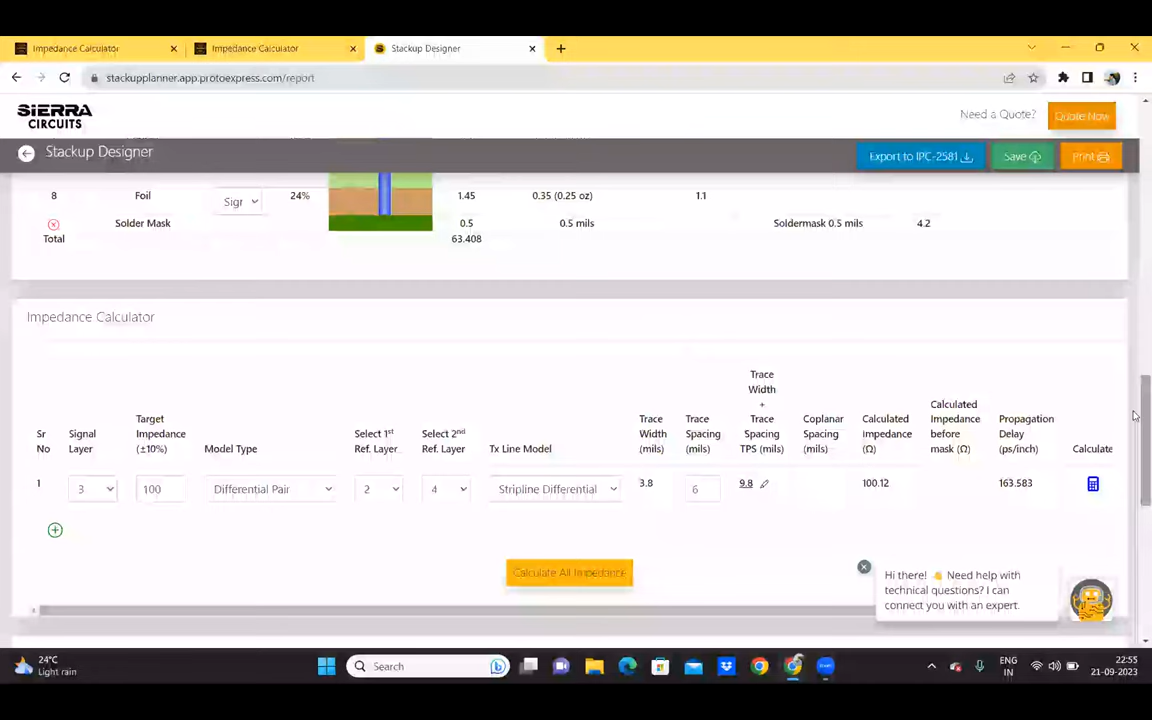 Impedance Calculator
Impedance Calculator
Stackup Designer
stackupplanner.app.protoexpress.com/report
SIERRA
CIRCUITS
Need a Quote?
Quote Now
Stackup Designer
Export to IPC-2581
Save
Print
8 Foil Sigr 24% 1.45 0.35 (0.25 oz) 1.1
Solder Mask 0.5 0.5 mils Soldermask 0.5 mils 4.2
Total 63.408
Impedance Calculator
Sr No
Signal Layer
Target Impedance (±10%)
Model Type
Select 1st Ref. Layer
Select 2nd Ref. Layer
Tx Line Model
Trace Width (mils)
Trace Spacing (mils)
Trace Width + Trace Spacing TPS (mils)
Coplanar Spacing (mils)
Calculated Impedance (Ω)
Calculated Impedance before mask (Ω)
Propagation Delay (ps/inch)
Calculate
1 3 100 Differential Pair 2 4 Stripline Differential 3.8 6 9.8 100.12 163.583
Calculate All Impedance
Hi there! 👋 Need help with
technical questions? I can
connect you with an expert.
24°C
Light rain
Search
ENG
IN
22:55
21-09-2023